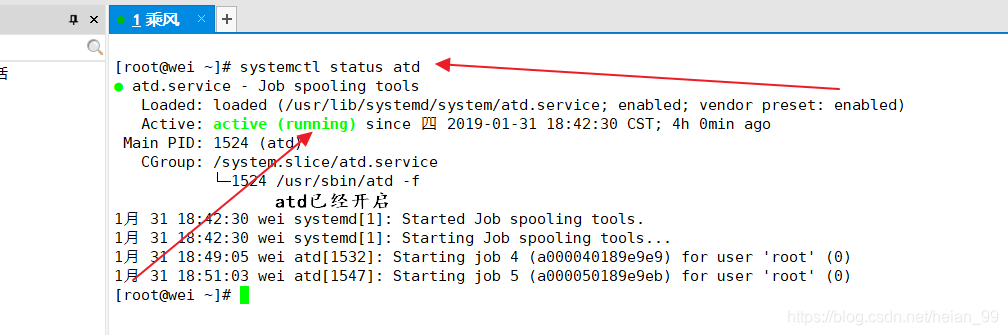 1 乘风
活
[root@wei ~]# systemctl status atd
● atd.service - Job spooling tools
Loaded: loaded (/usr/lib/systemd/system/atd.service; enabled; vendor preset: enabled)
Active: active (running) since 四 2019-01-31 18:42:30 CST; 4h 0min ago
Main PID: 1524 (atd)
CGroup: /system.slice/atd.service
└─1524 /usr/sbin/atd -f
atd已经开启
1月 31 18:42:30 wei systemd[1]: Started Job spooling tools.
1月 31 18:42:30 wei systemd[1]: Starting Job spooling tools...
1月 31 18:49:05 wei atd[1532]: Starting job 4 (a000040189e9e9) for user 'root' (0)
1月 31 18:51:03 wei atd[1547]: Starting job 5 (a000050189e9eb) for user 'root' (0)
[root@wei ~]#
https://blog.csdn.net/heian_99